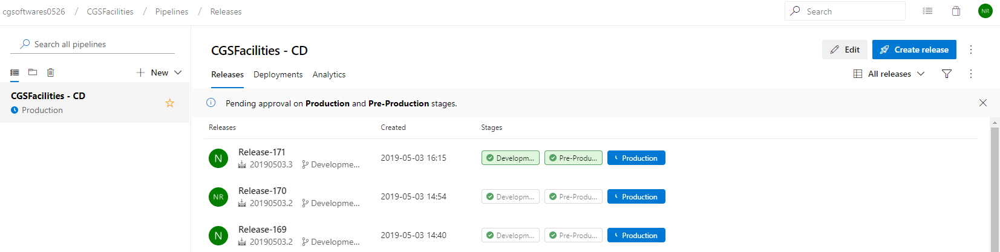 cgsoftwares0526 / CGSFacilities / Pipelines / Releases
Search
NR
Search all pipelines
New
CGSFacilities - CD
Production
CGSFacilities - CD
Edit
Create release
Releases Deployments Analytics
All releases
Pending approval on Production and Pre-Production stages.
Releases Created Stages
N Release-171 2019-05-03 16:15 Developm... Pre-Produ... Production
20190503.3 Developme...
NR Release-170 2019-05-03 14:54 Developm... Pre-Produ... Production
20190503.2 Developme...
N Release-169 2019-05-03 14:40 Developm... Pre-Produ... Production
20190503.2 Developme...